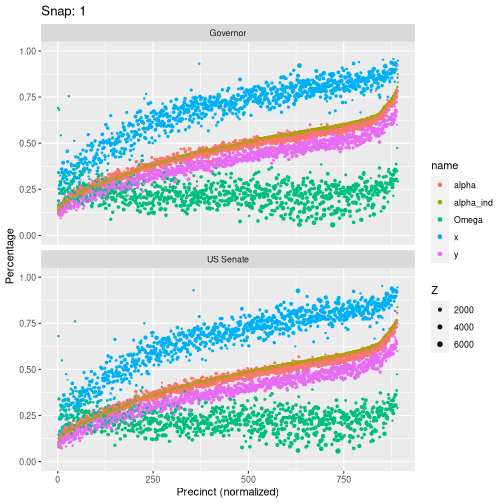 Snap: 1
Governor
1.00
0.75
0.50
0.25
0.00
US Senate
1.00
0.75
0.50
0.25
0.00
0
250
500
750
Precinct (normalized)
Percentage
name
alpha
alpha_ind
Omega
x
y
Z
2000
4000
6000